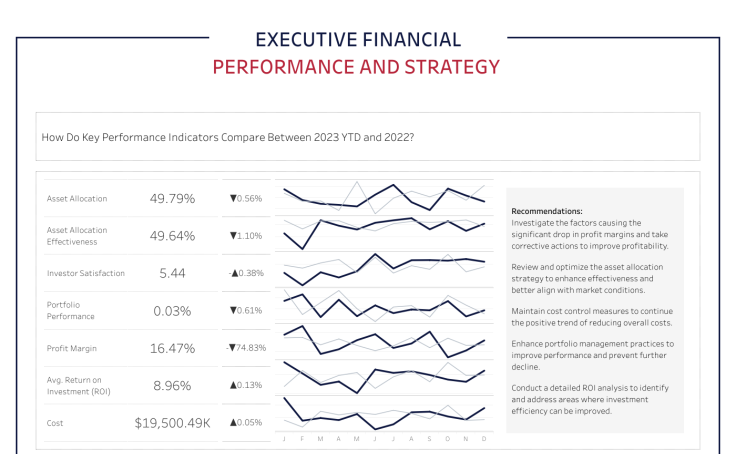 EXECUTIVE FINANCIAL
PERFORMANCE AND STRATEGY
How Do Key Performance Indicators Compare Between 2023 YTD and 2022?
Asset Allocation 49.79% ▼0.56%
Asset Allocation
Effectiveness 49.64% ▼1.10%
Investor Satisfaction 5.44 -▲0.38%
Portfolio
Performance 0.03% ▼0.61%
Profit Margin 16.47% -▼74.83%
Avg. Return on
Investment (ROI) 8.96% ▲0.13%
Cost $19,500.49K ▲0.05%
J F M A M J J A S O N D
Recommendations:
Investigate the factors causing the
significant drop in profit margins and take
corrective actions to improve profitability.
Review and optimize the asset allocation
strategy to enhance effectiveness and
better align with market conditions.
Maintain cost control measures to continue
the positive trend of reducing overall costs.
Enhance portfolio management practices to
improve performance and prevent further
decline.
Conduct a detailed ROI analysis to identify
and address areas where investment
efficiency can be improved.